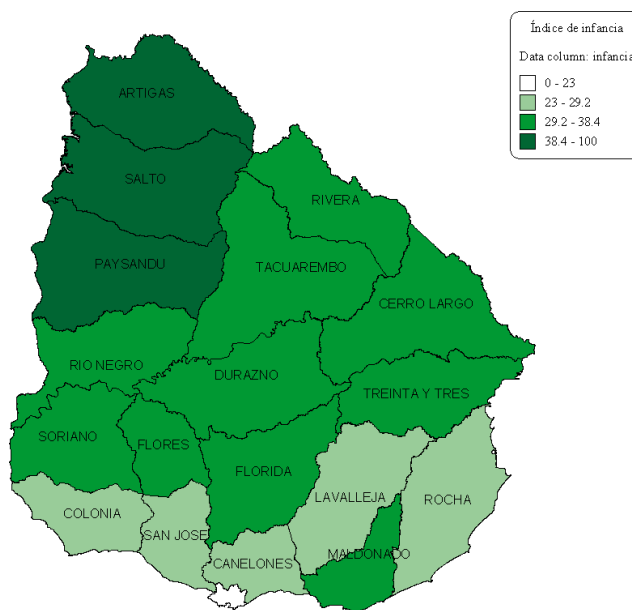 Índice de infancia
Data column: infancia
0 - 23
23 - 29.2
29.2 - 38.4
38.4 - 100
ARTIGAS
SALTO
RIVERA
PAYSANDU
TACUAREMBO
CERRO LARGO
RIO NEGRO
DURAZNO
TREINTA Y TRES
SORIANO
FLORES
FLORIDA
LAVALLEJA
ROCHA
COLONIA
SAN JOSE
CANELONES
MALDONADO